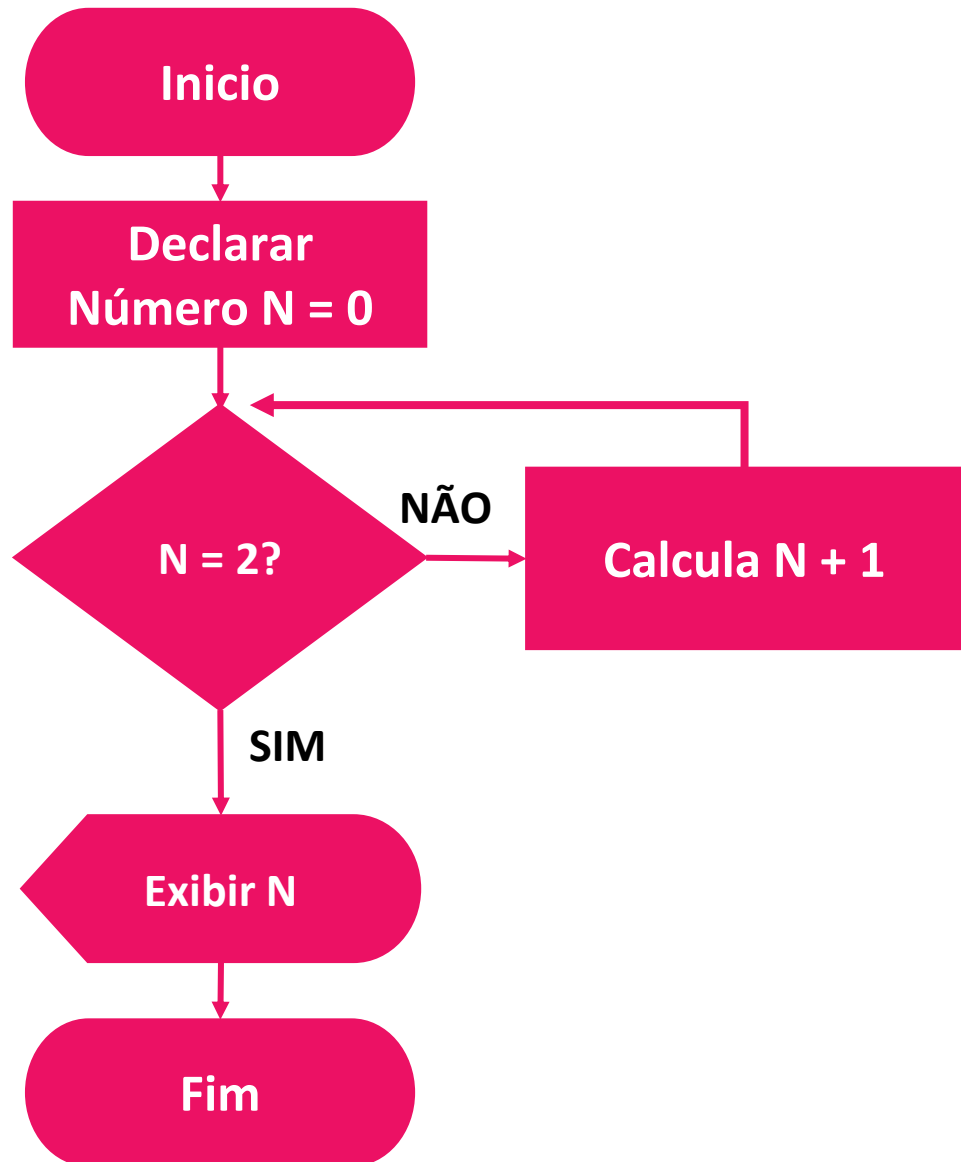 Inicio
Declarar
Número N = 0
N = 2?
NÃO
Calcula N + 1
SIM
Exibir N
Fim